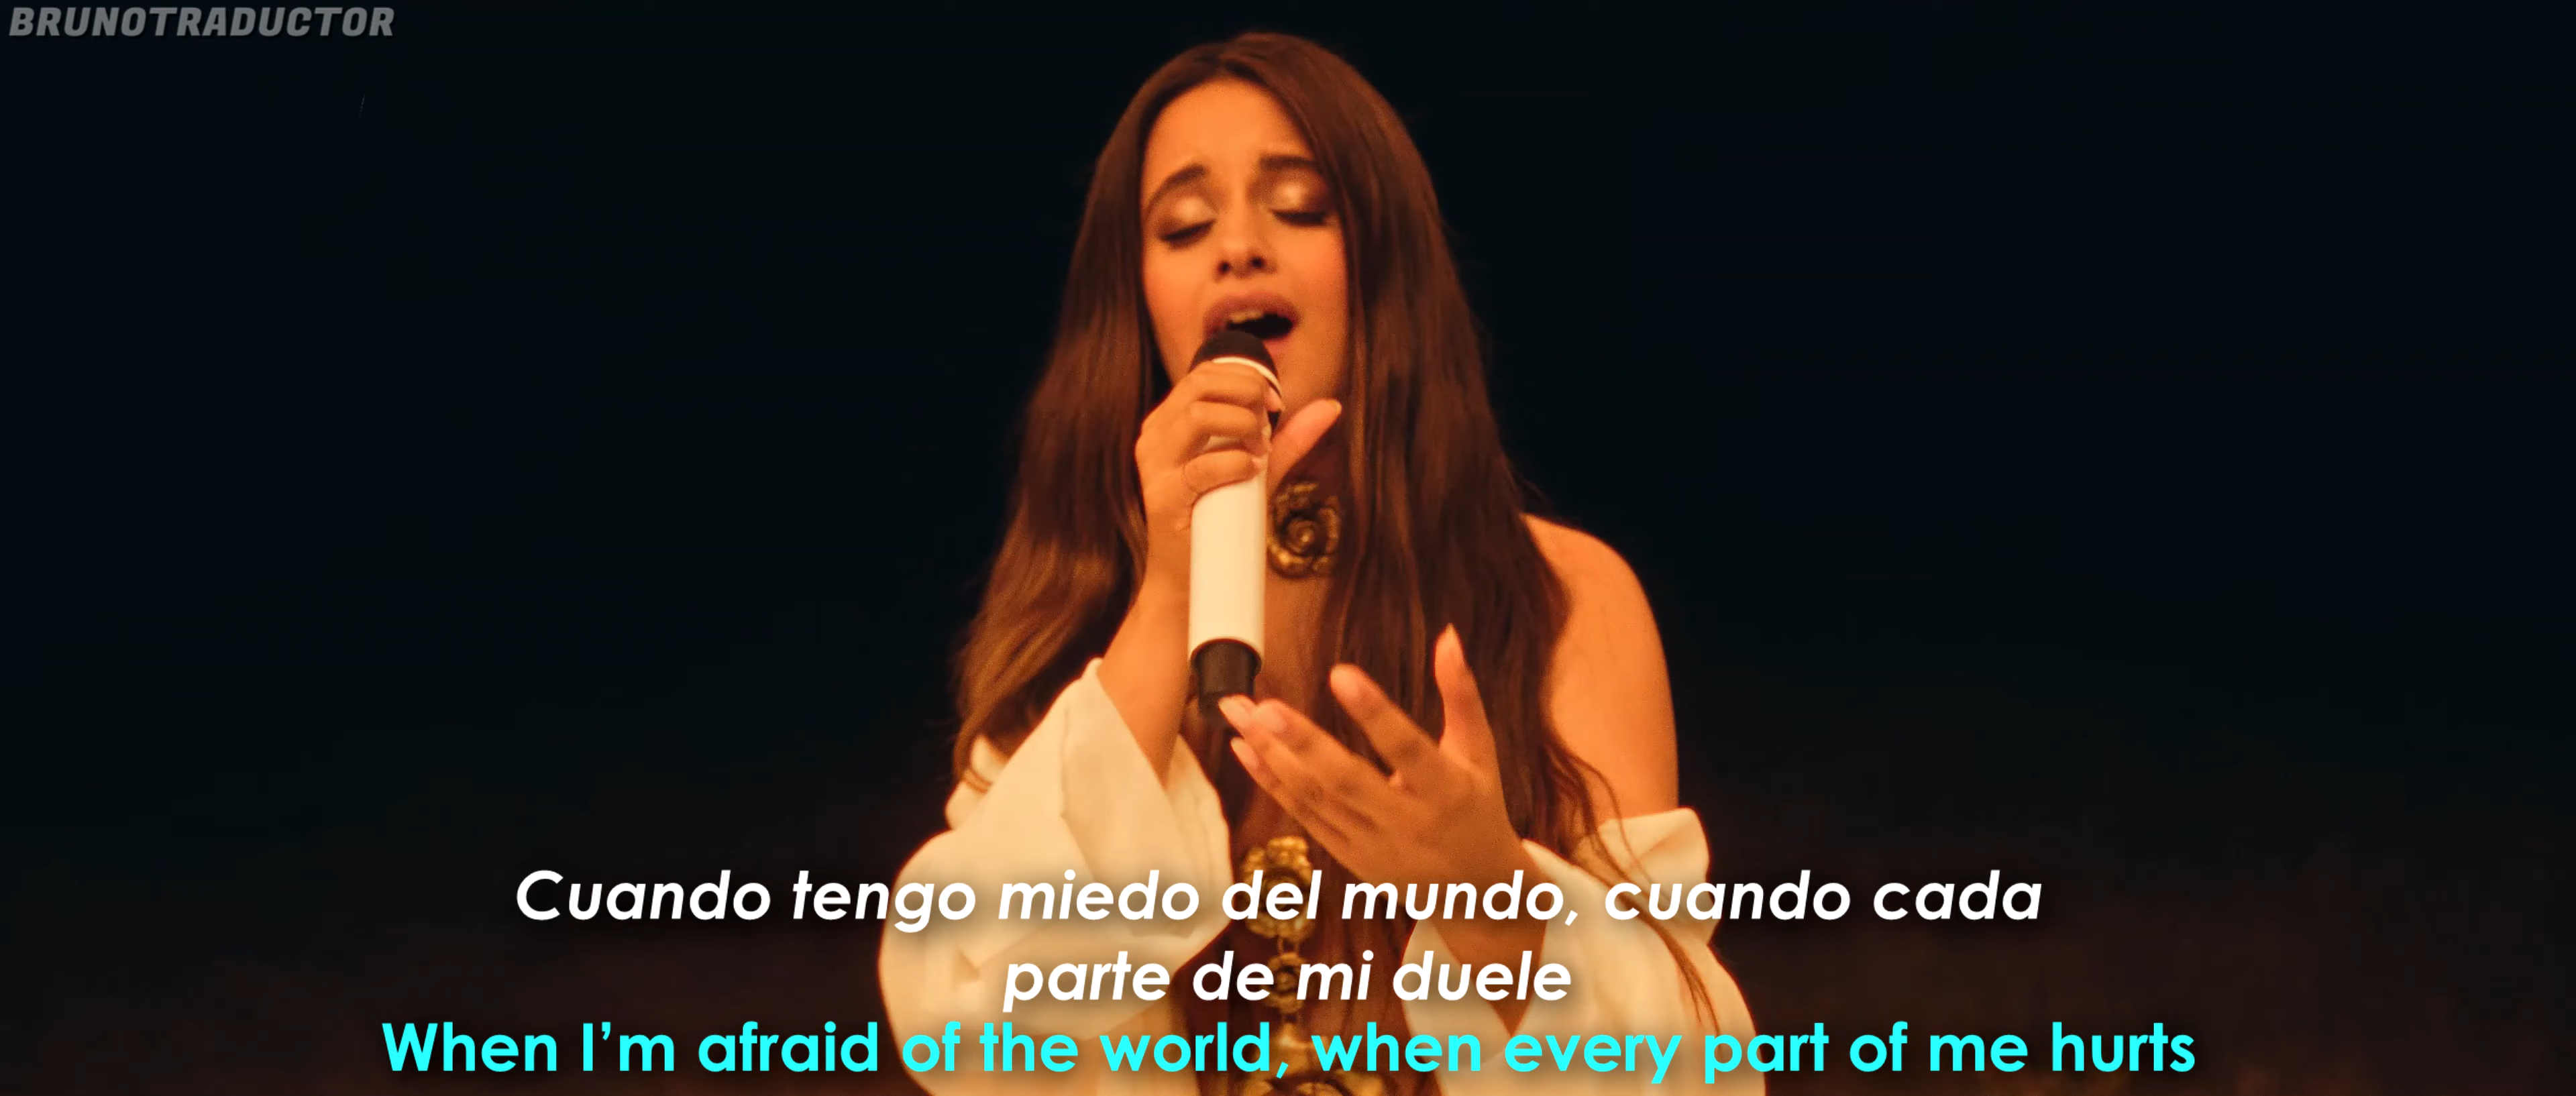 BRUNOTRADUCTOR
Cuando tengo miedo del mundo, cuando cada
parte de mi duele
When I’m afraid of the world, when every part of me hurts